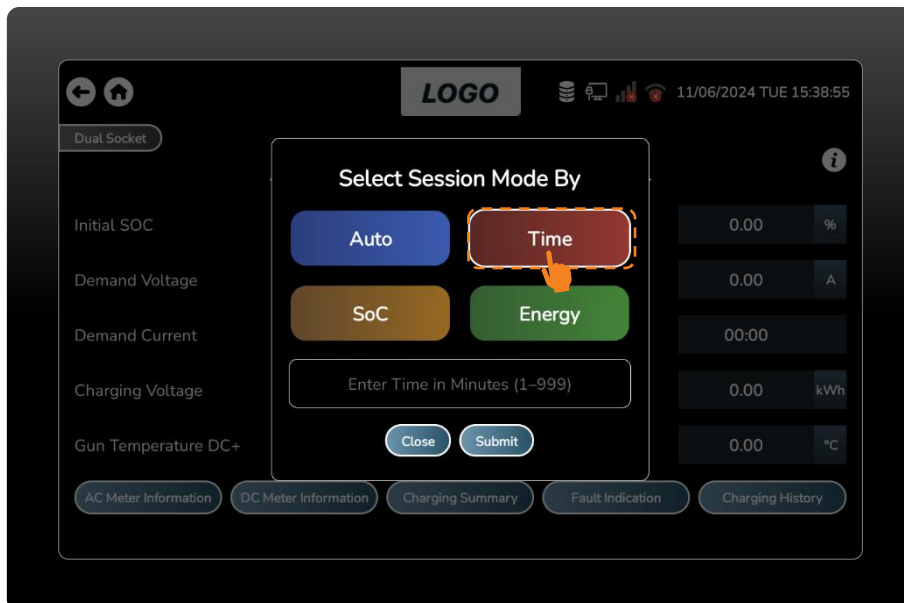 LOGO
11/06/2024 TUE 15:38:55
Dual Socket
i
Select Session Mode By
Auto
Time
SoC
Energy
Enter Time in Minutes (1–999)
Close
Submit
Initial SOC
0.00 %
Demand Voltage
0.00 A
Demand Current
00:00
Charging Voltage
0.00 kWh
Gun Temperature DC+
0.00 °C
AC Meter Information
DC Meter Information
Charging Summary
Fault Indication
Charging History